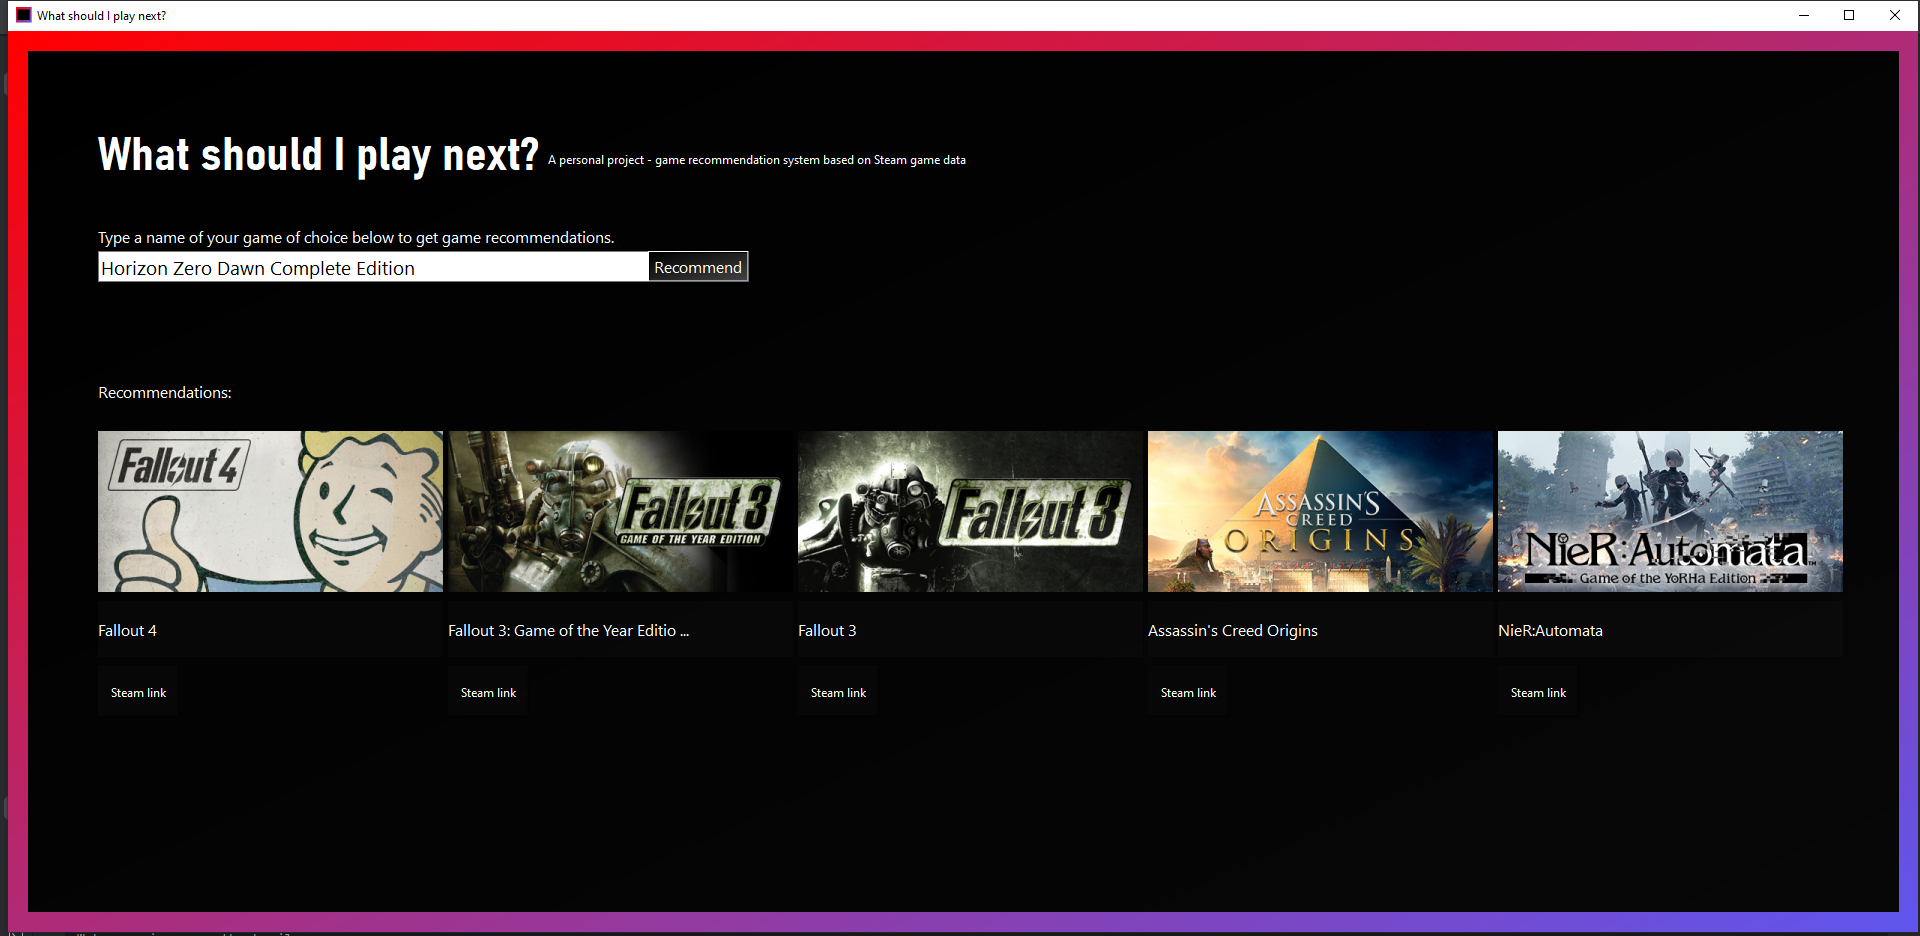 What should I play next?
What should I play next? A personal project - game recommendation system based on Steam game data
Type a name of your game of choice below to get game recommendations.
Horizon Zero Dawn Complete Edition Recommend
Recommendations:
Fallout 4
Fallout 3
GAME OF THE YEAR EDITION
Fallout 3
ASSASSIN'S
CREED
ORIGINS
NieR:Automata™
Game of the YoRHa Edition
Fallout 4
Fallout 3: Game of the Year Editio ...
Fallout 3
Assassin's Creed Origins
NieR:Automata
Steam link
Steam link
Steam link
Steam link
Steam link